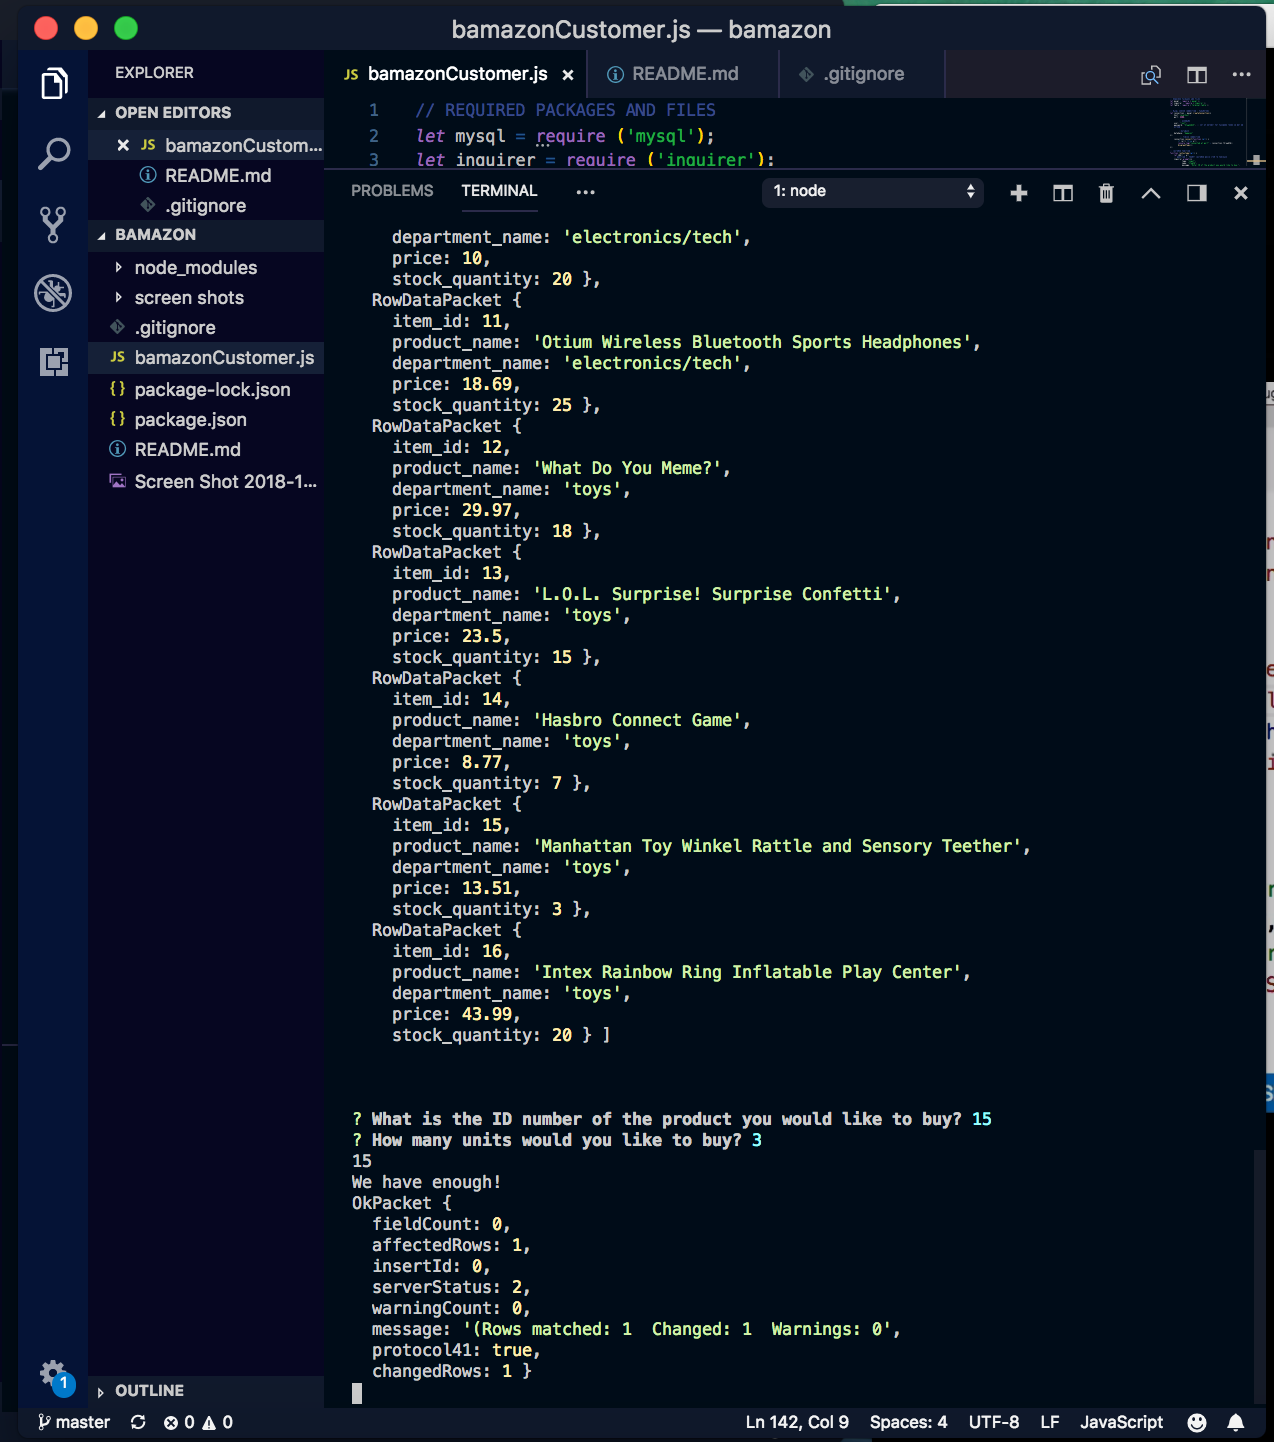 bamazonCustomer.js — bamazon
EXPLORER
OPEN EDITORS
JS bamazonCustom...
README.md
.gitignore
BAMAZON
node_modules
screen shots
.gitignore
JS bamazonCustomer.js
{} package-lock.json
{} package.json
README.md
Screen Shot 2018-1...
OUTLINE
JS bamazonCustomer.js
README.md
.gitignore
1 // REQUIRED PACKAGES AND FILES
2 let mysql = require ('mysql');
3 let inquirer = require ('inquirer');
PROBLEMS TERMINAL ... 1: node
department_name: 'electronics/tech',
price: 10,
stock_quantity: 20 },
RowDataPacket {
item_id: 11,
product_name: 'Otium Wireless Bluetooth Sports Headphones',
department_name: 'electronics/tech',
price: 18.69,
stock_quantity: 25 },
RowDataPacket {
item_id: 12,
product_name: 'What Do You Meme?',
department_name: 'toys',
price: 29.97,
stock_quantity: 18 },
RowDataPacket {
item_id: 13,
product_name: 'L.O.L. Surprise! Surprise Confetti',
department_name: 'toys',
price: 23.5,
stock_quantity: 15 },
RowDataPacket {
item_id: 14,
product_name: 'Hasbro Connect Game',
department_name: 'toys',
price: 8.77,
stock_quantity: 7 },
RowDataPacket {
item_id: 15,
product_name: 'Manhattan Toy Winkel Rattle and Sensory Teether',
department_name: 'toys',
price: 13.51,
stock_quantity: 3 },
RowDataPacket {
item_id: 16,
product_name: 'Intex Rainbow Ring Inflatable Play Center',
department_name: 'toys',
price: 43.99,
stock_quantity: 20 } ]
? What is the ID number of the product you would like to buy? 15
? How many units would you like to buy? 3
15
We have enough!
OkPacket {
fieldCount: 0,
affectedRows: 1,
insertId: 0,
serverStatus: 2,
warningCount: 0,
message: '(Rows matched: 1  Changed: 1  Warnings: 0',
protocol41: true,
changedRows: 1 }
1
master 0 0 Ln 142, Col 9 Spaces: 4 UTF-8 LF JavaScript